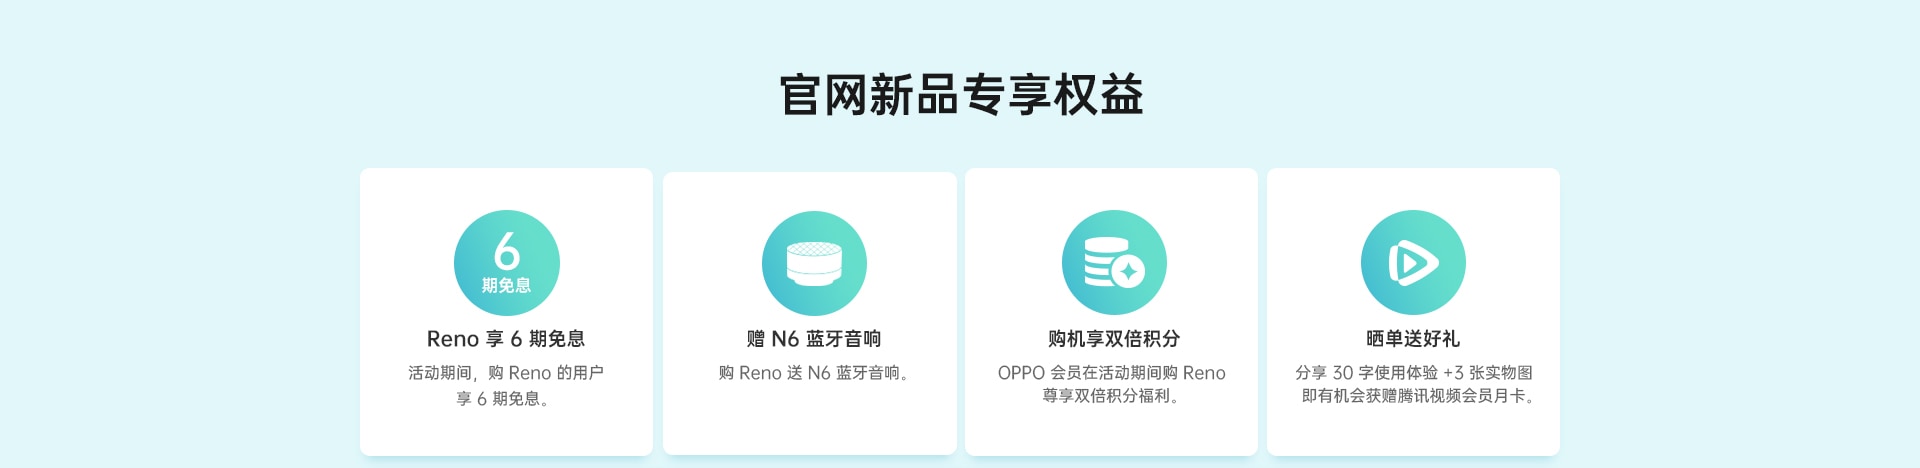 官网新品专享权益
6
期免息
Reno 享 6 期免息
活动期间，购 Reno 的用户
享 6 期免息。
赠 N6 蓝牙音响
购 Reno 送 N6 蓝牙音响。
购机享双倍积分
OPPO 会员在活动期间购 Reno
尊享双倍积分福利。
晒单送好礼
分享 30 字使用体验 +3 张实物图
即有机会获赠腾讯视频会员月卡。